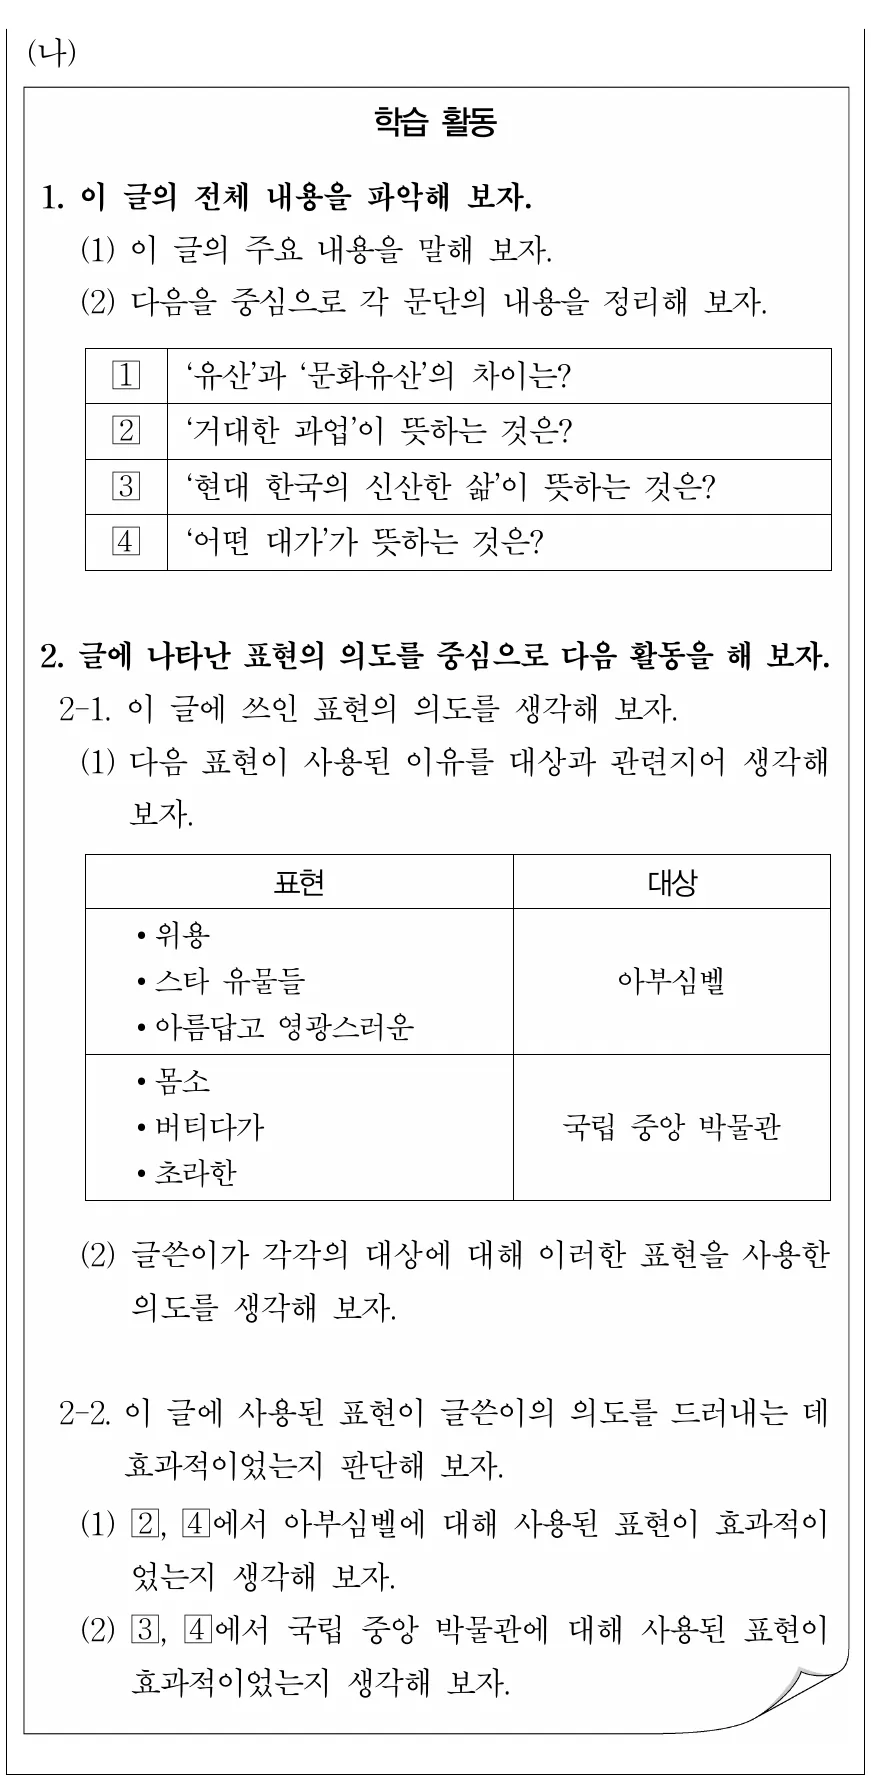 (나)
학습 활동
1. 이 글의 전체 내용을 파악해 보자.
(1) 이 글의 주요 내용을 말해 보자.
(2) 다음을 중심으로 각 문단의 내용을 정리해 보자.
1 ‘유산’과 ‘문화유산’의 차이는?
2 ‘거대한 과업’이 뜻하는 것은?
3 ‘현대 한국의 신산한 삶’이 뜻하는 것은?
4 ‘어떤 대가’가 뜻하는 것은?
2. 글에 나타난 표현의 의도를 중심으로 다음 활동을 해 보자.
2-1. 이 글에 쓰인 표현의 의도를 생각해 보자.
(1) 다음 표현이 사용된 이유를 대상과 관련지어 생각해
보자.
표현 대상
•위용
•스타 유물들 아부심벨
•아름답고 영광스러운
•몸소
•버티다가 국립 중앙 박물관
•초라한
(2) 글쓴이가 각각의 대상에 대해 이러한 표현을 사용한
의도를 생각해 보자.
2-2. 이 글에 사용된 표현이 글쓴이의 의도를 드러내는 데
효과적이었는지 판단해 보자.
(1) 2, 4에서 아부심벨에 대해 사용된 표현이 효과적이
었는지 생각해 보자.
(2) 3, 4에서 국립 중앙 박물관에 대해 사용된 표현이
효과적이었는지 생각해 보자.